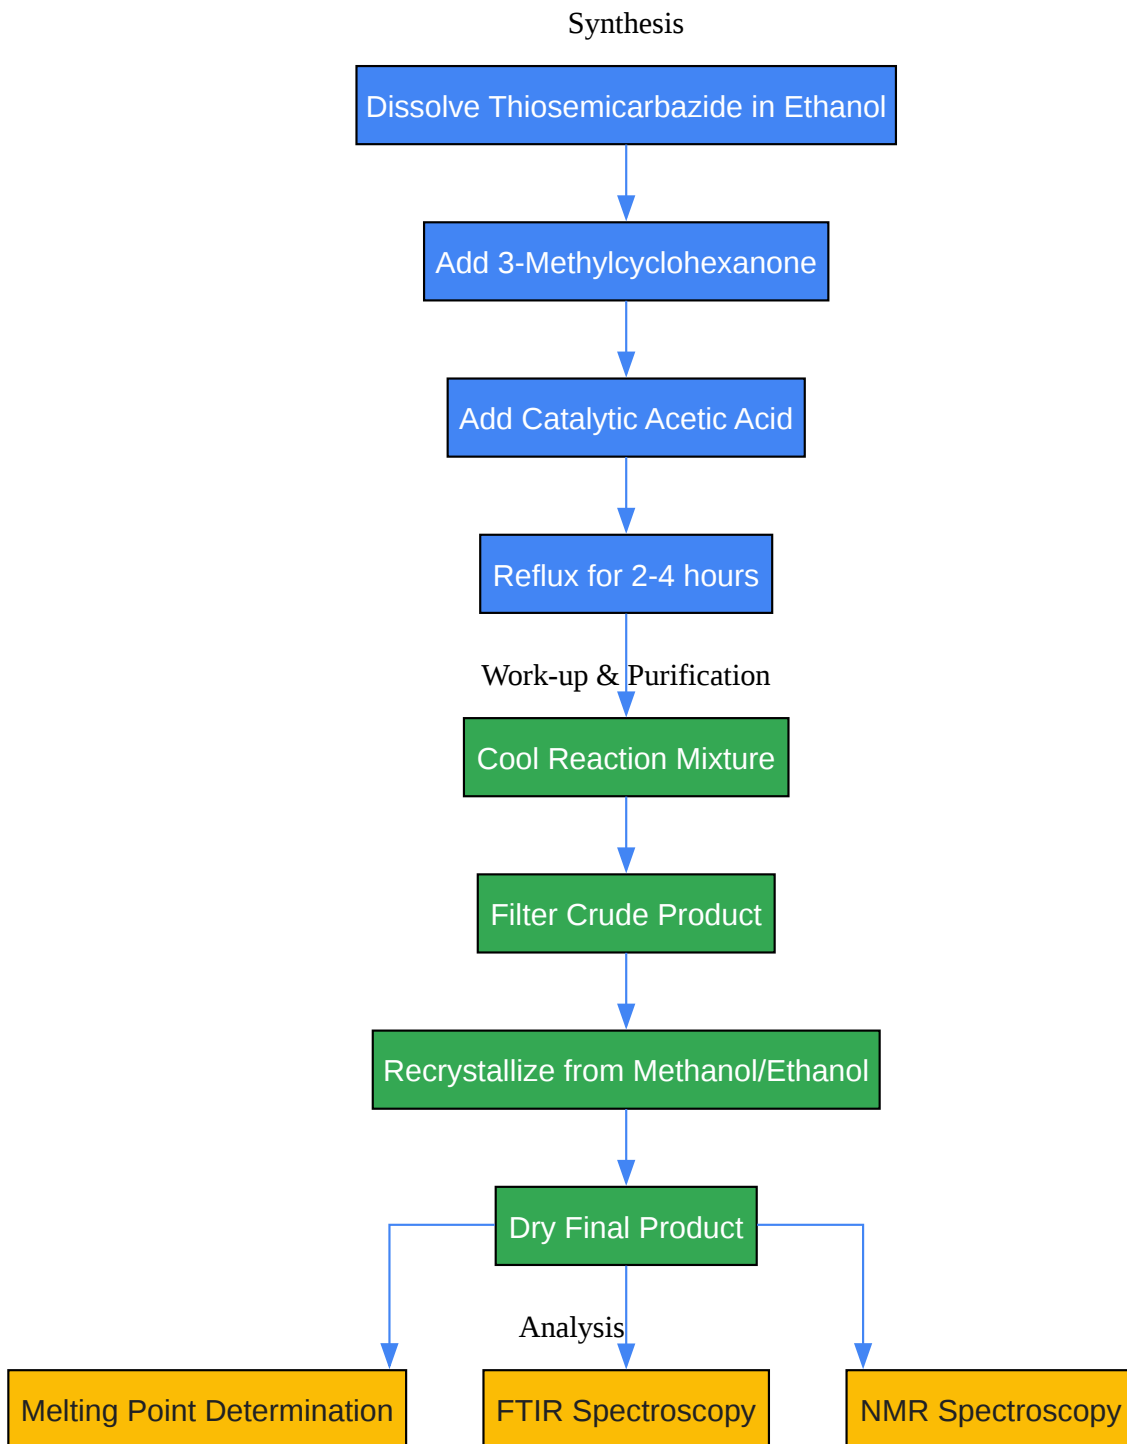 Synthesis
Dissolve Thiosemicarbazide in Ethanol
Add 3-Methylcyclohexanone
Add Catalytic Acetic Acid
Reflux for 2-4 hours
Work-up & Purification
Cool Reaction Mixture
Filter Crude Product
Recrystallize from Methanol/Ethanol
Dry Final Product
Analysis
Melting Point Determination
FTIR Spectroscopy
NMR Spectroscopy